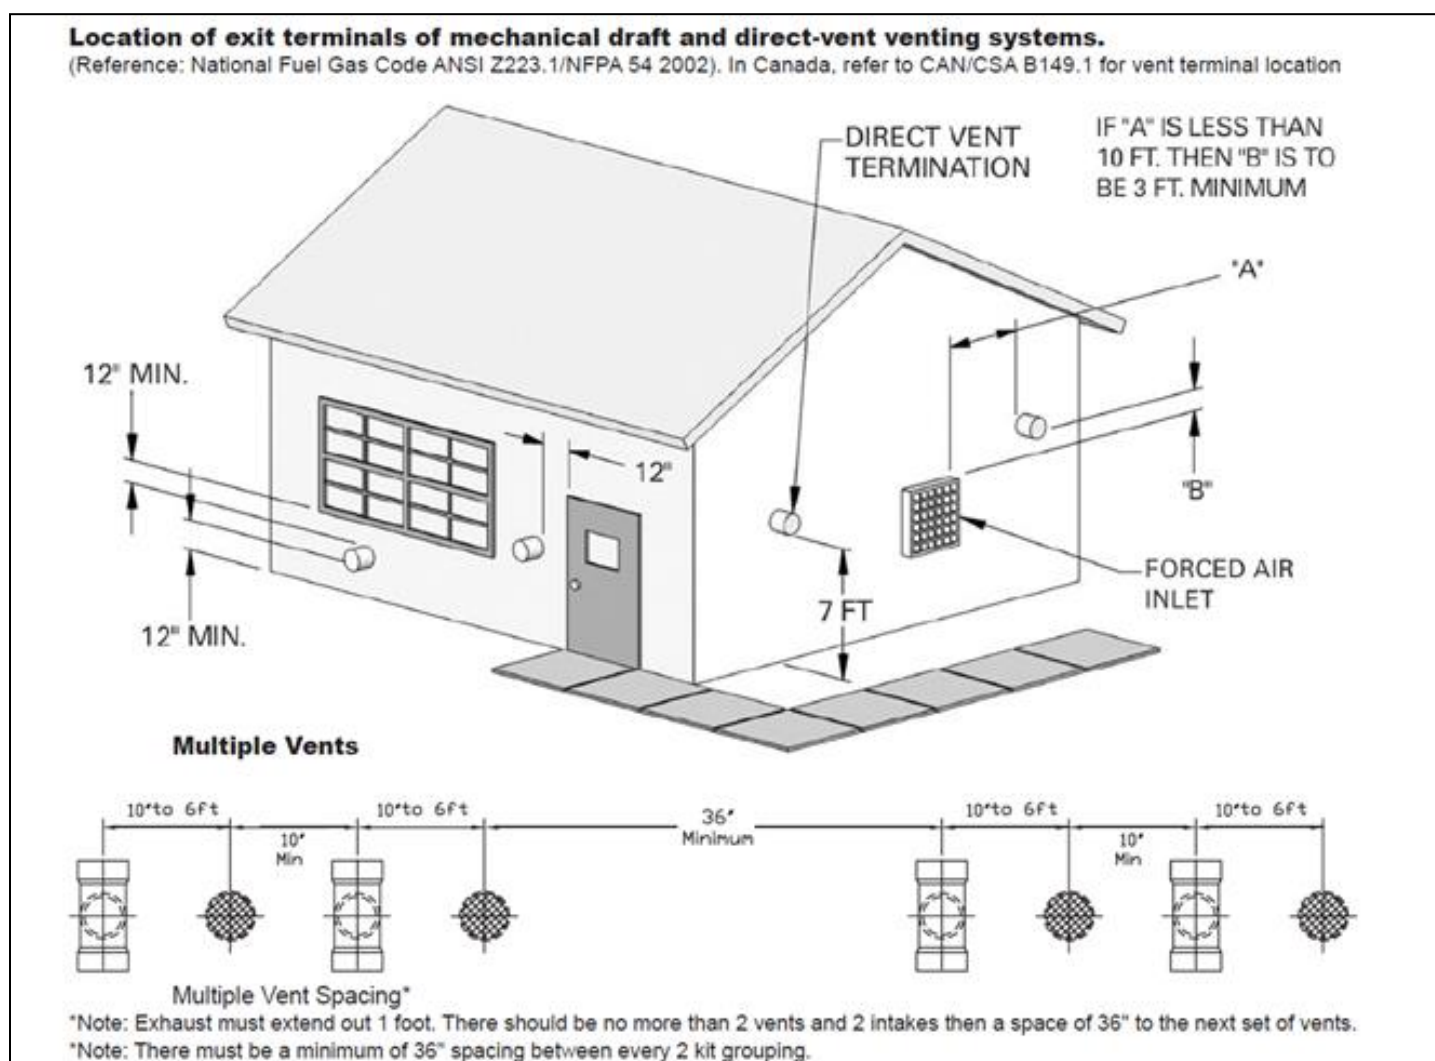 Location of exit terminals of mechanical draft and direct-vent venting systems.
(Reference: National Fuel Gas Code ANSI Z223.1/NFPA 54 2002). In Canada, refer to CAN/CSA B149.1 for vent terminal location
DIRECT VENT
TERMINATION
IF "A" IS LESS THAN
10 FT. THEN "B" IS TO
BE 3 FT. MINIMUM
"A"
12" MIN.
12"
"B"
FORCED AIR
INLET
7 FT
12" MIN.
Multiple Vents
10"to 6ft
10"
Min
10"to 6ft
36"
Minimum
10"to 6ft
10"
Min
10"to 6ft
Multiple Vent Spacing*
*Note: Exhaust must extend out 1 foot. There should be no more than 2 vents and 2 intakes then a space of 36" to the next set of vents.
*Note: There must be a minimum of 36" spacing between every 2 kit grouping.